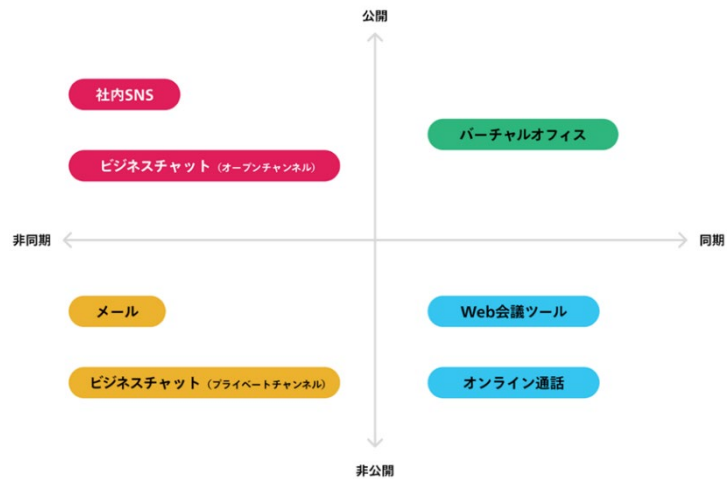 公開
社内SNS
バーチャルオフィス
ビジネスチャット（オープンチャンネル）
非同期
同期
メール
Web会議ツール
ビジネスチャット（プライベートチャンネル）
オンライン通話
非公開